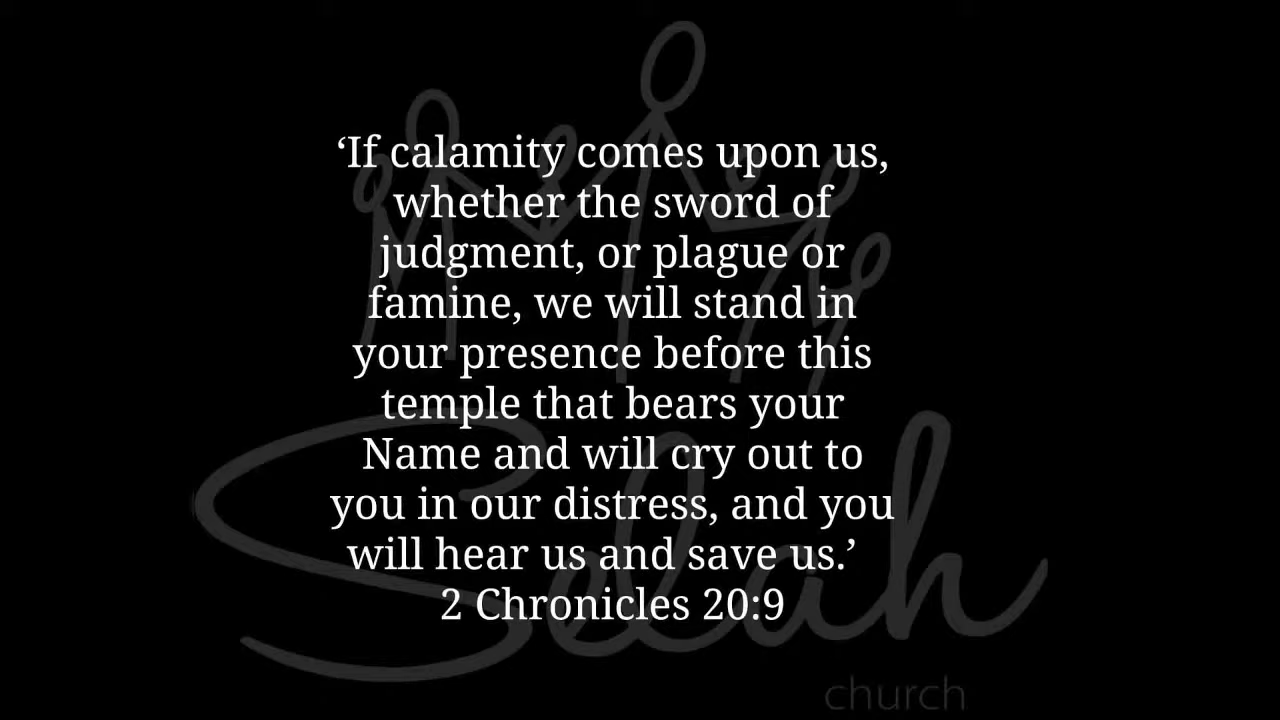 ‘If calamity comes upon us,
whether the sword of
judgment, or plague or
famine, we will stand in
your presence before this
temple that bears your
Name and will cry out to
you in our distress, and you
will hear us and save us.’
2 Chronicles 20:9
Selah
church